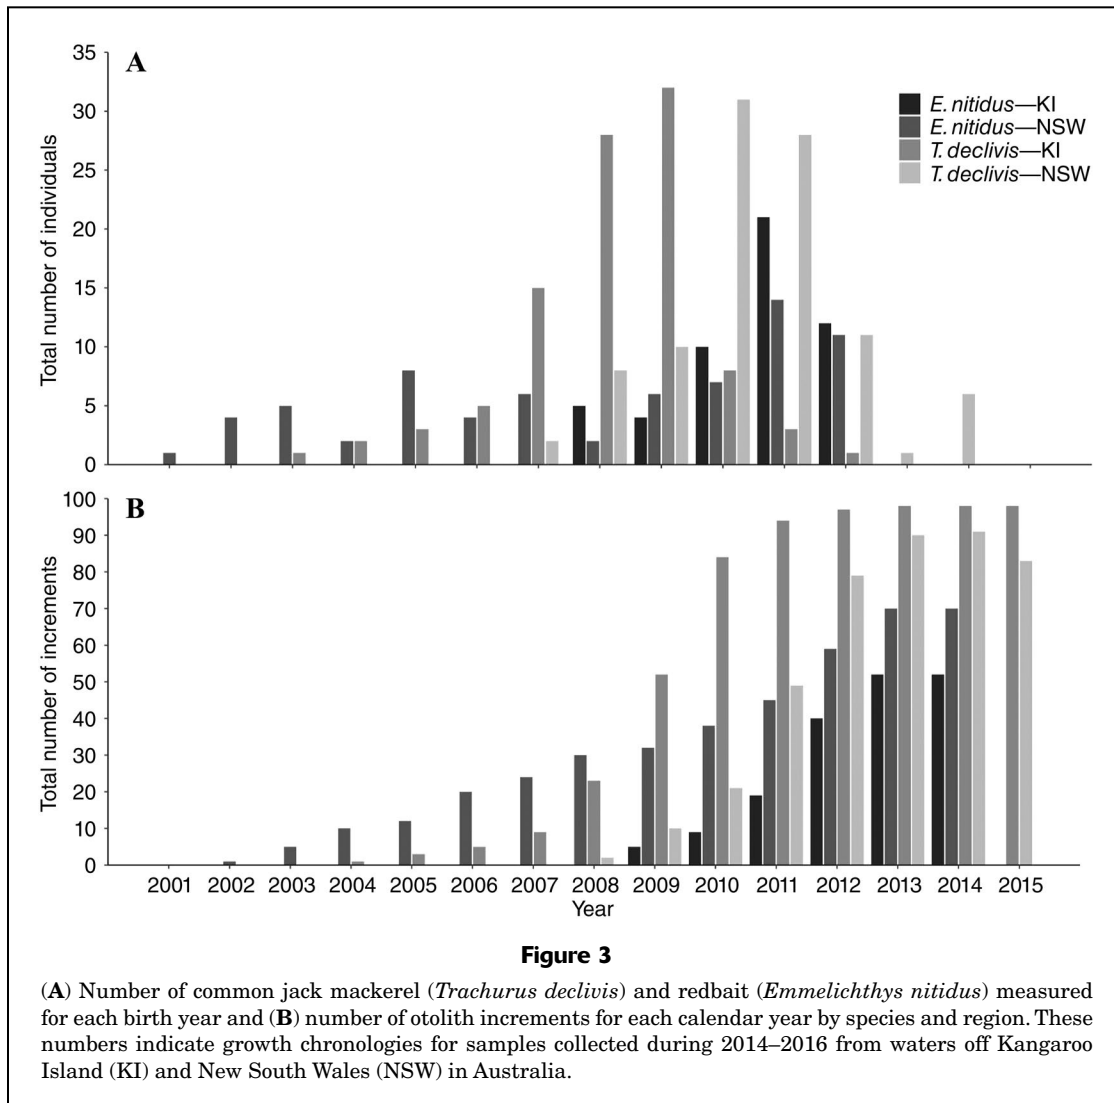 A
35
30
25
20
15
10
5
0
Total number of individuals
E. nitidus—KI
E. nitidus—NSW
T. declivis—KI
T. declivis—NSW
B
100
90
80
70
60
50
40
30
20
10
0
Total number of increments
2001 2002 2003 2004 2005 2006 2007 2008 2009 2010 2011 2012 2013 2014 2015
Year
Figure 3
(A) Number of common jack mackerel (Trachurus declivis) and redbait (Emmelichthys nitidus) measured
for each birth year and (B) number of otolith increments for each calendar year by species and region. These
numbers indicate growth chronologies for samples collected during 2014–2016 from waters off Kangaroo
Island (KI) and New South Wales (NSW) in Australia.